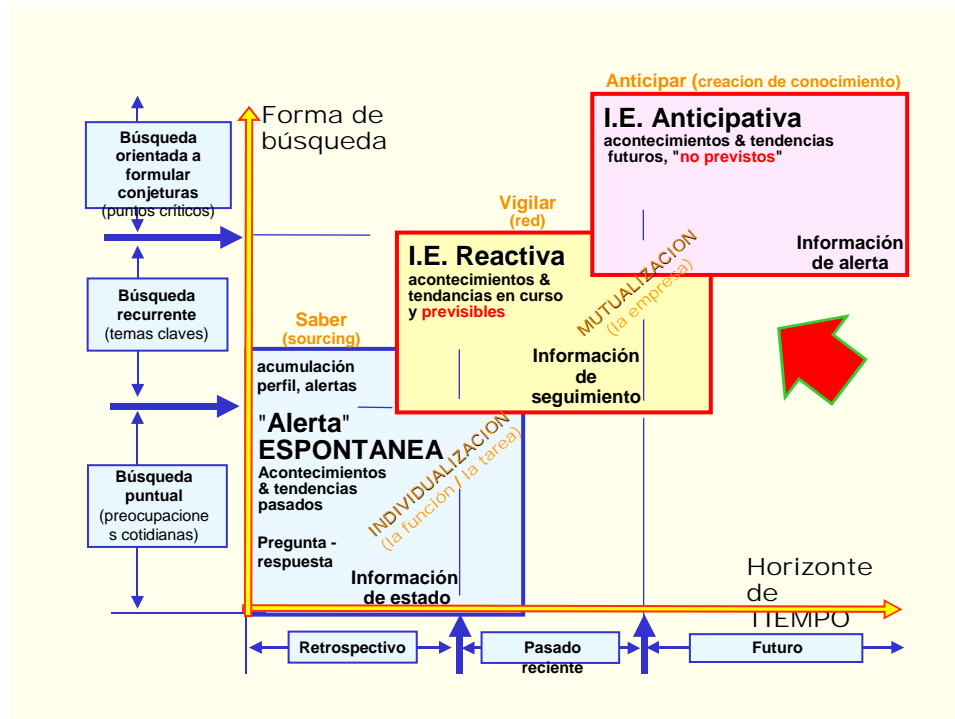 Anticipar (creacion de conocimiento)
Forma de
búsqueda
I.E. Anticipativa
acontecimientos & tendencias
futuros, "no previstos"
Información
de alerta
Búsqueda
orientada a
formular
conjeturas
(puntos críticos)
Vigilar
(red)
I.E. Reactiva
acontecimientos &
tendancias en curso
y previsibles
Información
de
seguimiento
MUTUALIZACION
(la empresa)
Búsqueda
recurrente
(temas claves)
Saber
(sourcing)
acumulación
perfil, alertas
"Alerta"
ESPONTANEA
Acontecimientos
& tendencias
pasados
Pregunta -
respuesta
Información
de estado
INDIVIDUALIZACION
(la función / la tarea)
Búsqueda
puntual
(preocupacione
s cotidianas)
Horizonte
de
TIEMPO
Retrospectivo
Pasado
reciente
Futuro